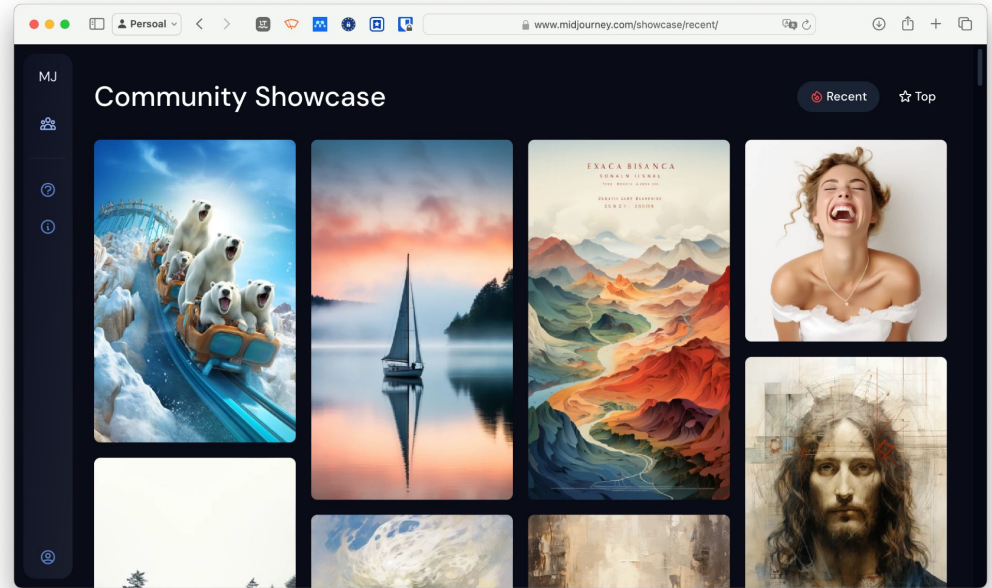 Persoal
www.midjourney.com/showcase/recent/
MJ
Community Showcase
Recent
Top
EXACA BISANCA